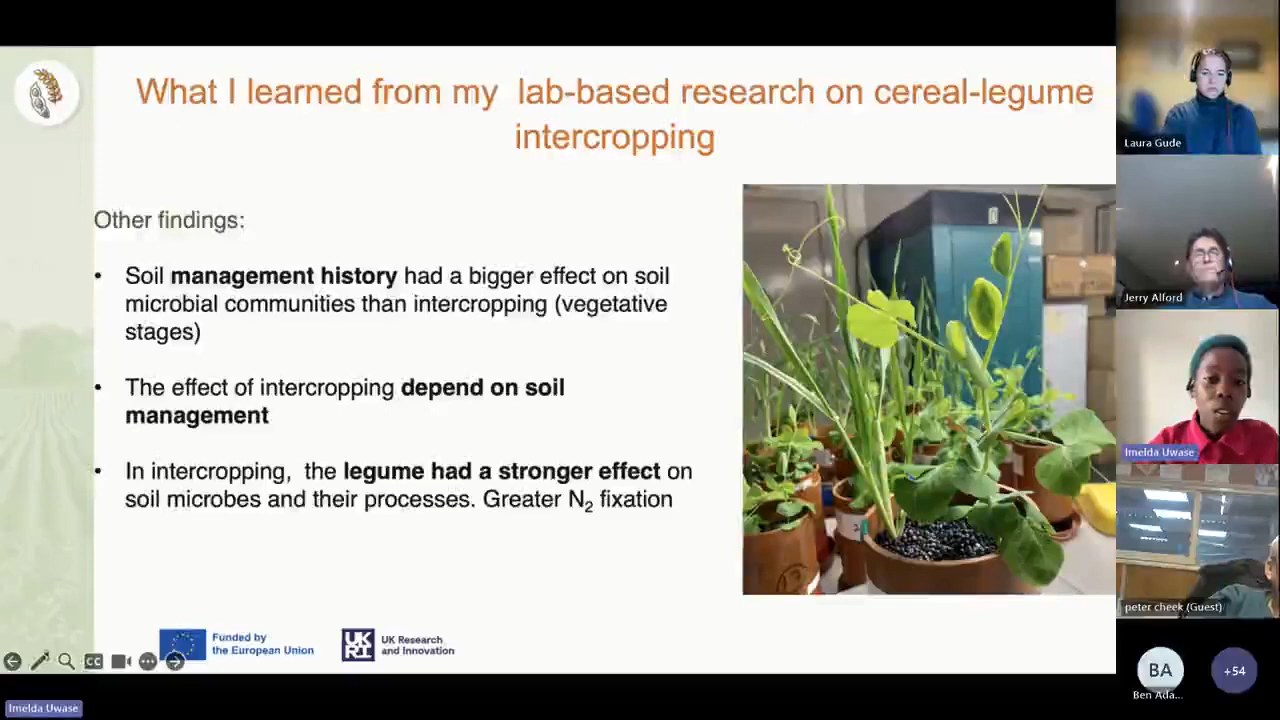 What I learned from my  lab-based research on cereal-legume
intercropping
Other findings:
• Soil management history had a bigger effect on soil
microbial communities than intercropping (vegetative
stages)
• The effect of intercropping depend on soil
management
• In intercropping,  the legume had a stronger effect on
soil microbes and their processes. Greater N₂ fixation
Funded by
the European Union
UK
RI
UK Research
and Innovation
CC
Imelda Uwase
Laura Gude
Jerry Alford
Imelda Uwase
peter cheek (Guest)
BA
Ben Ada...
+54